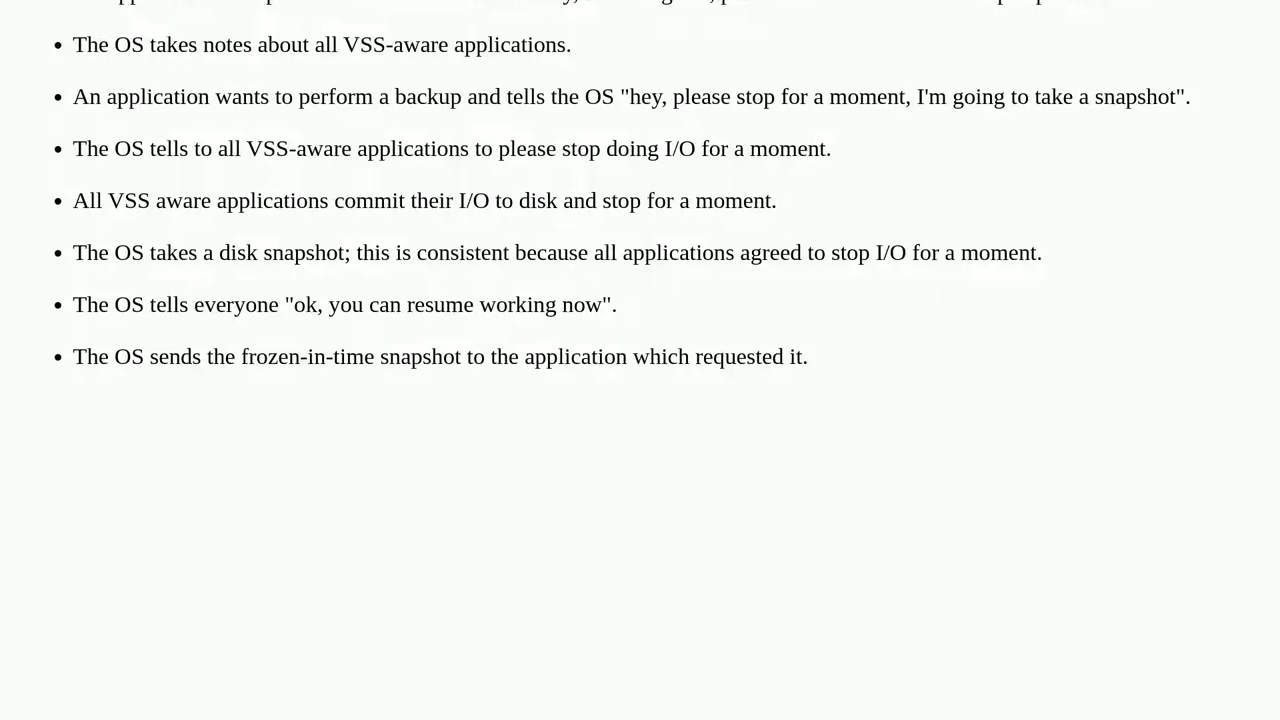 • The OS takes notes about all VSS-aware applications.
• An application wants to perform a backup and tells the OS "hey, please stop for a moment, I'm going to take a snapshot".
• The OS tells to all VSS-aware applications to please stop doing I/O for a moment.
• All VSS aware applications commit their I/O to disk and stop for a moment.
• The OS takes a disk snapshot; this is consistent because all applications agreed to stop I/O for a moment.
• The OS tells everyone "ok, you can resume working now".
• The OS sends the frozen-in-time snapshot to the application which requested it.